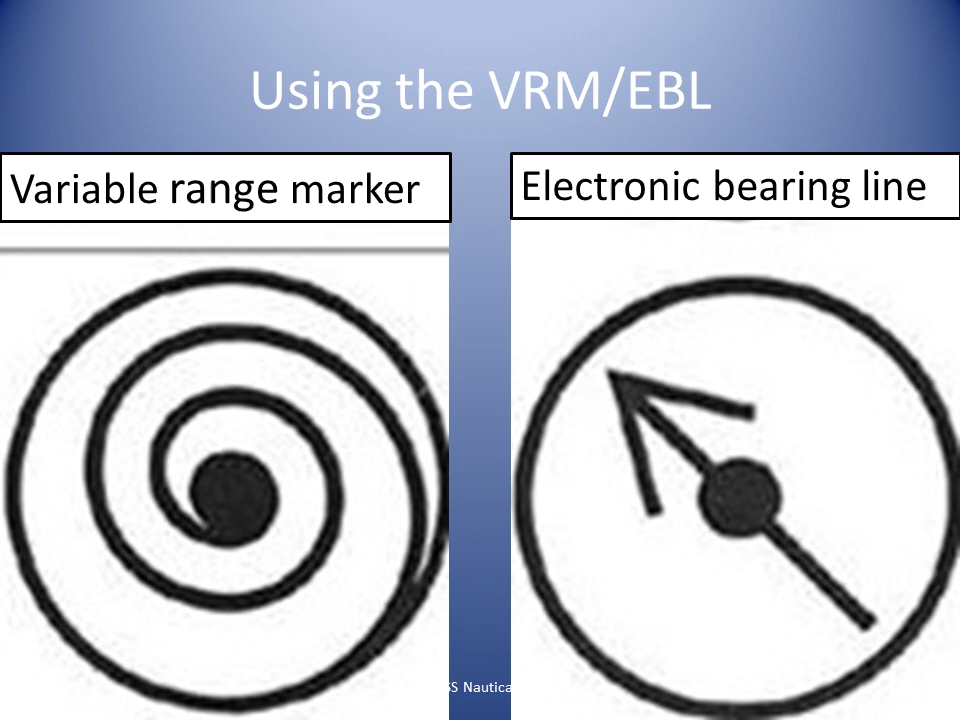 Using the VRM/EBL
Variable range marker
Electronic bearing line